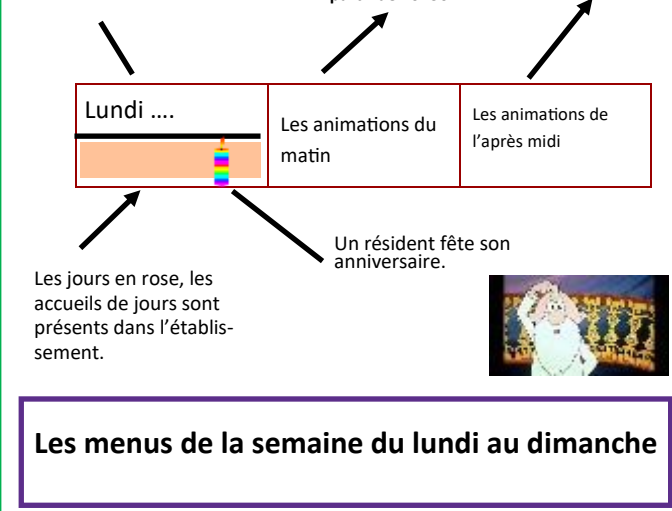 Lundi ....
Les animations du
matin
Les animations de
l'après midi
Un résident fête son
anniversaire.
Les jours en rose, les
accueils de jours sont
présents dans l'établis-
sement.
Les menus de la semaine du lundi au dimanche